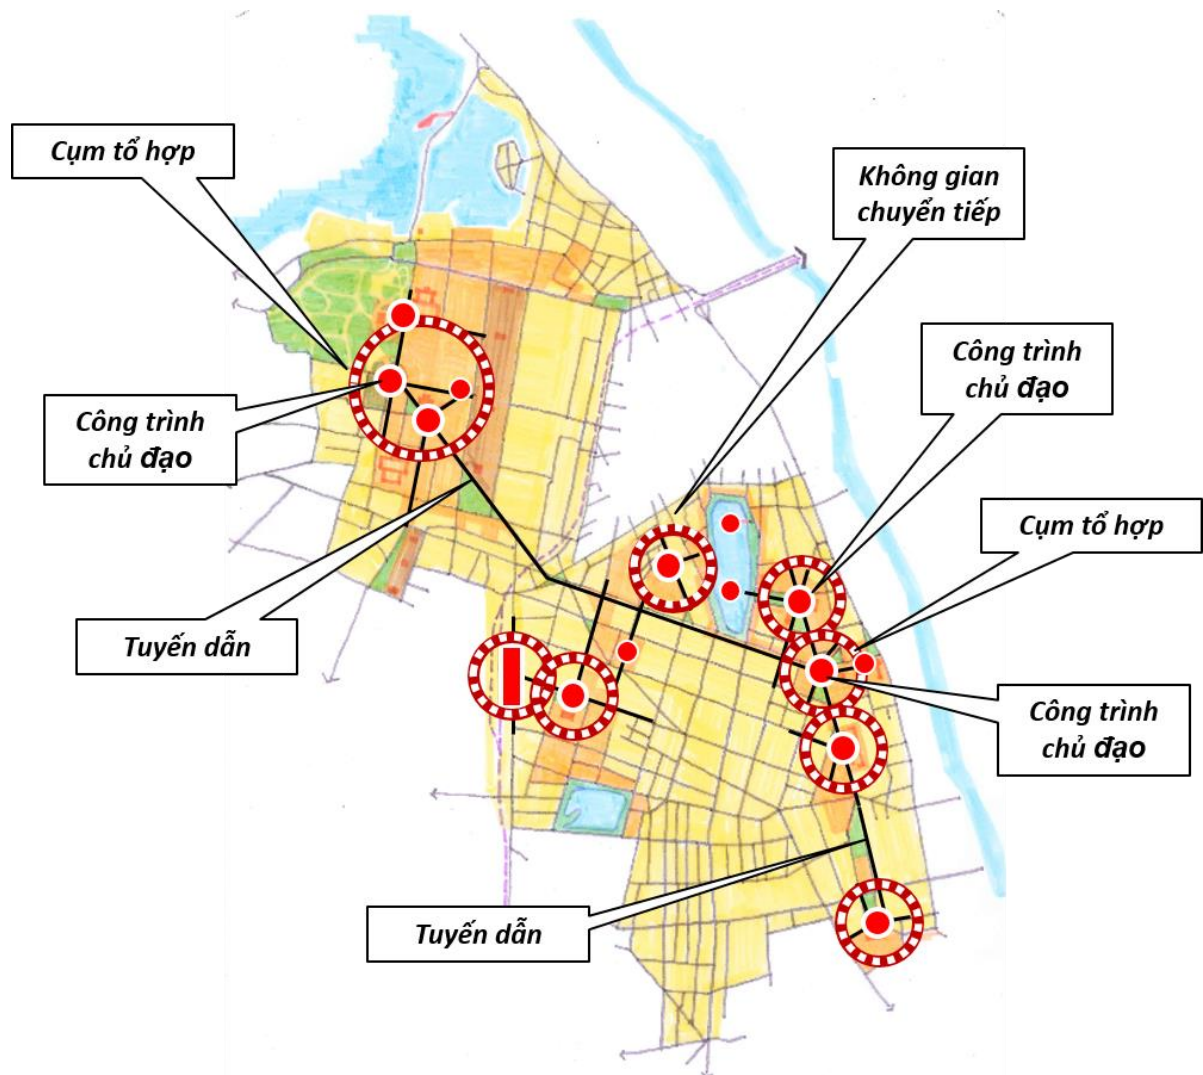 Cụm tổ hợp
Không gian
chuyển tiếp
Công trình
chủ đạo
Công trình
chủ đạo
Cụm tổ hợp
Tuyến dẫn
Công trình
chủ đạo
Tuyến dẫn